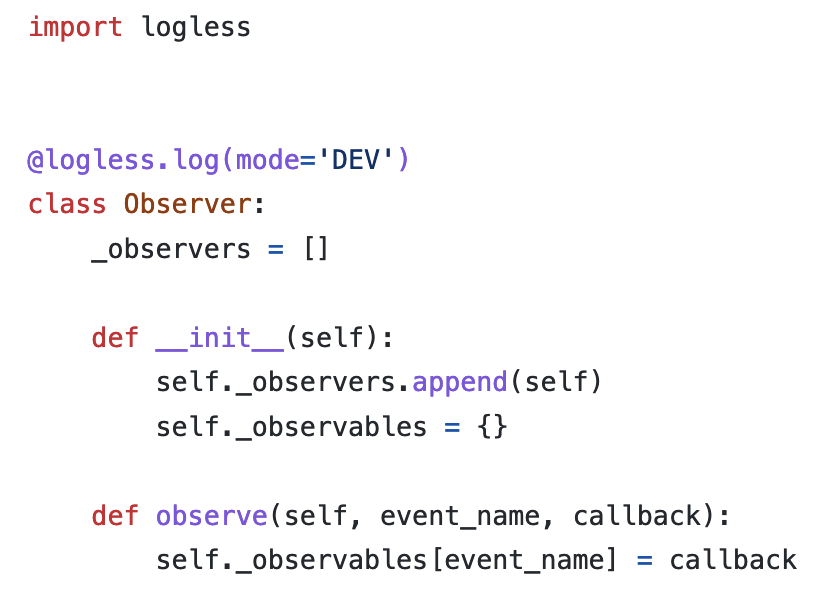 import logless
@logless.log(mode='DEV')
class Observer:
    _observers = []
    def __init__(self):
        self._observers.append(self)
        self._observables = {}
    def observe(self, event_name, callback):
        self._observables[event_name] = callback